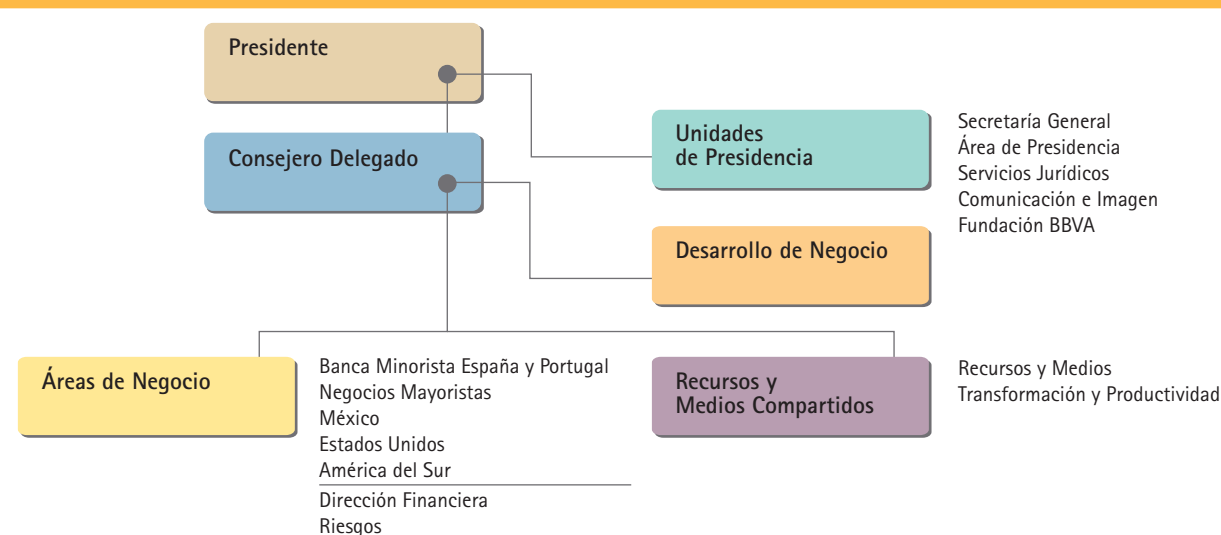 Presidente
Consejero Delegado
Unidades
de Presidencia
Secretaría General
Área de Presidencia
Servicios Jurídicos
Comunicación e Imagen
Fundación BBVA
Desarrollo de Negocio
Áreas de Negocio
Banca Minorista España y Portugal
Negocios Mayoristas
México
Estados Unidos
América del Sur
Dirección Financiera
Riesgos
Recursos y
Medios Compartidos
Recursos y Medios
Transformación y Productividad